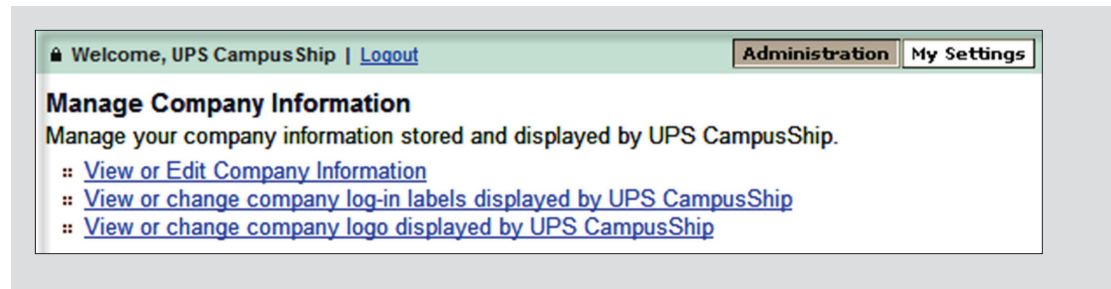 Welcome, UPS CampusShip | Logout
Administration My Settings
Manage Company Information
Manage your company information stored and displayed by UPS CampusShip.
View or Edit Company Information
View or change company log-in labels displayed by UPS CampusShip
View or change company logo displayed by UPS CampusShip